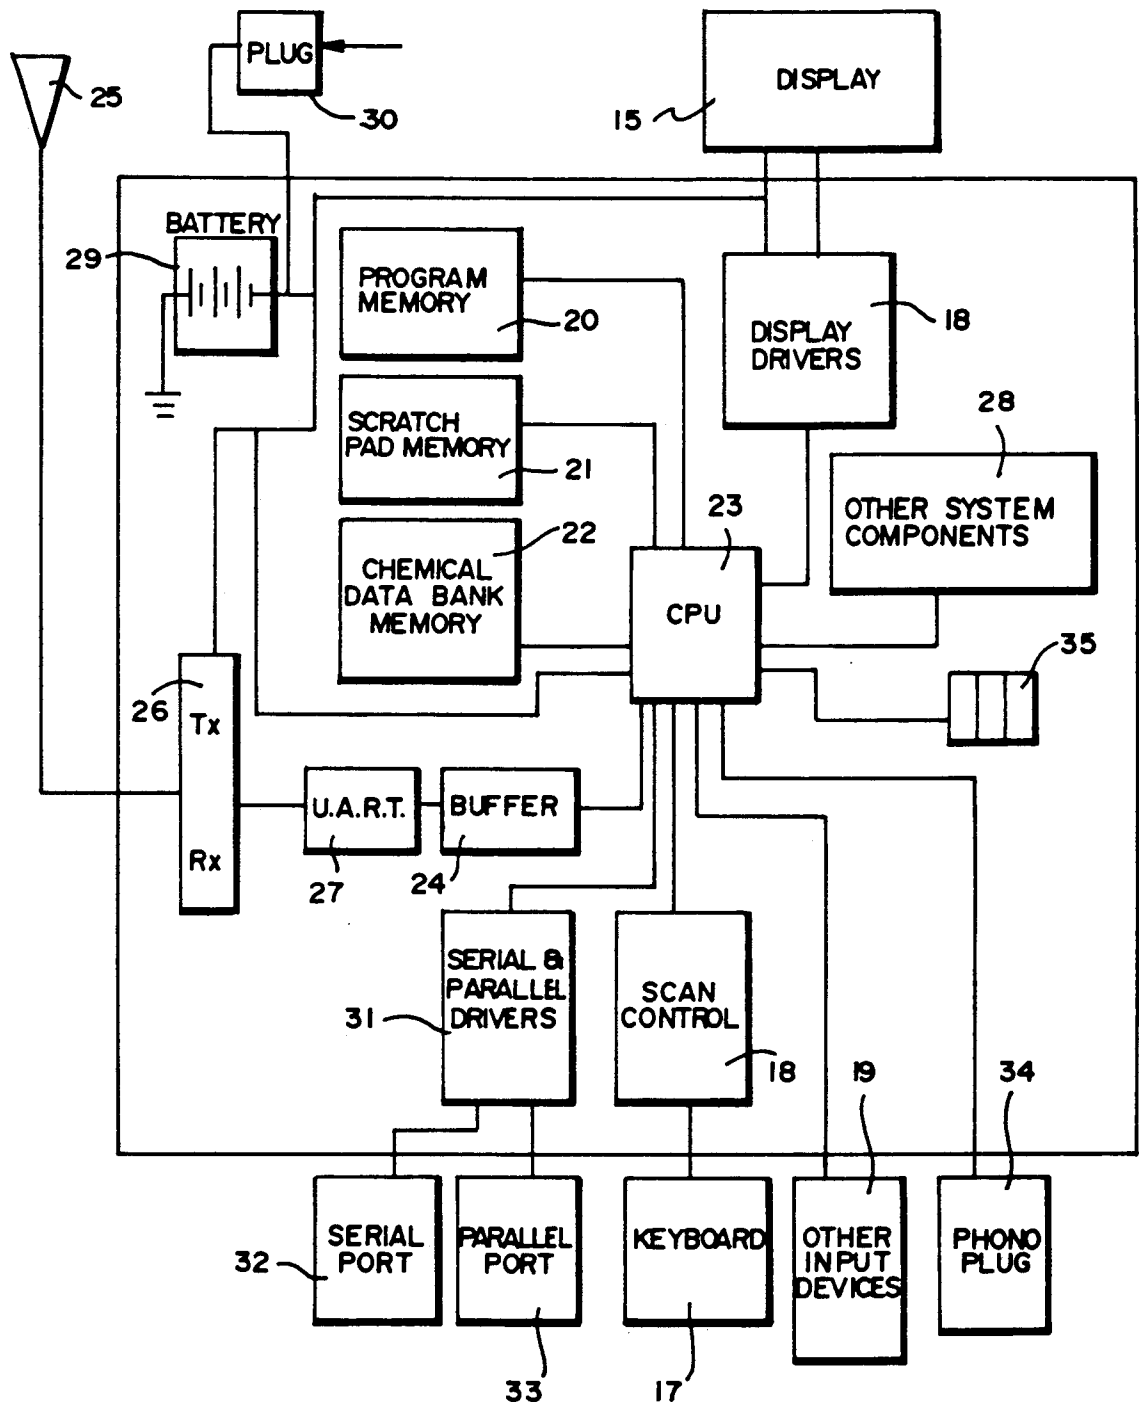 PLUG
30
25
DISPLAY
15
BATTERY
29
PROGRAM
MEMORY
20
DISPLAY
DRIVERS
18
SCRATCH
PAD MEMORY
21
28
OTHER SYSTEM
COMPONENTS
22
CHEMICAL
DATA BANK
MEMORY
23
CPU
35
26
Tx
Rx
U.A.R.T.
27
BUFFER
24
SERIAL &
PARALLEL
DRIVERS
31
SCAN
CONTROL
18
19
34
SERIAL
PORT
32
PARALLEL
PORT
33
KEYBOARD
17
OTHER
INPUT
DEVICES
PHONO
PLUG